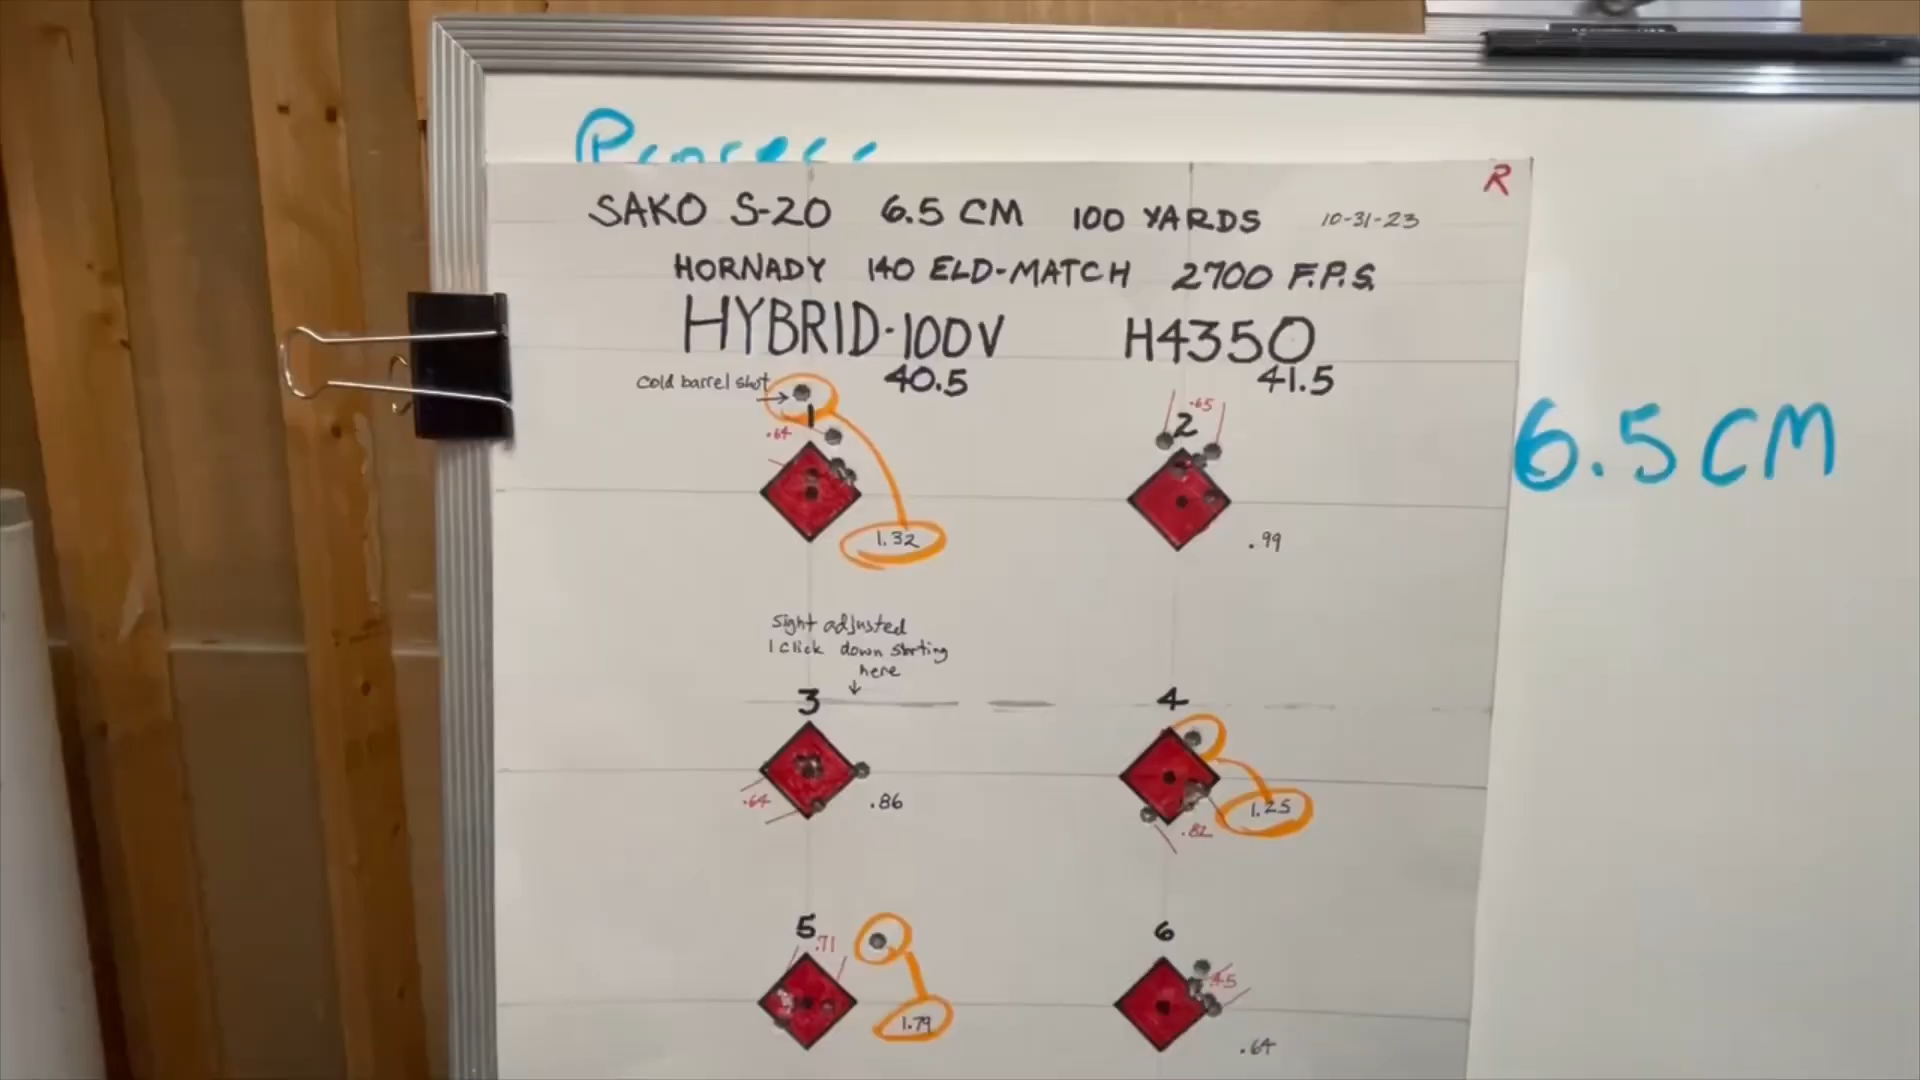 Process
R
SAKO S-20 6.5 CM 100 YARDS 10-31-23
HORNADY 140 ELD-MATCH 2700 F.P.S.
HYBRID-100V H4350
40.5 41.5
Cold barrel shot
1
.64
1.32
2
.65
.99
6.5 CM
Sight adjusted
1 click down starting
here
3
.64
.86
4
1.25
.82
5
.71
1.79
6
.45
.64